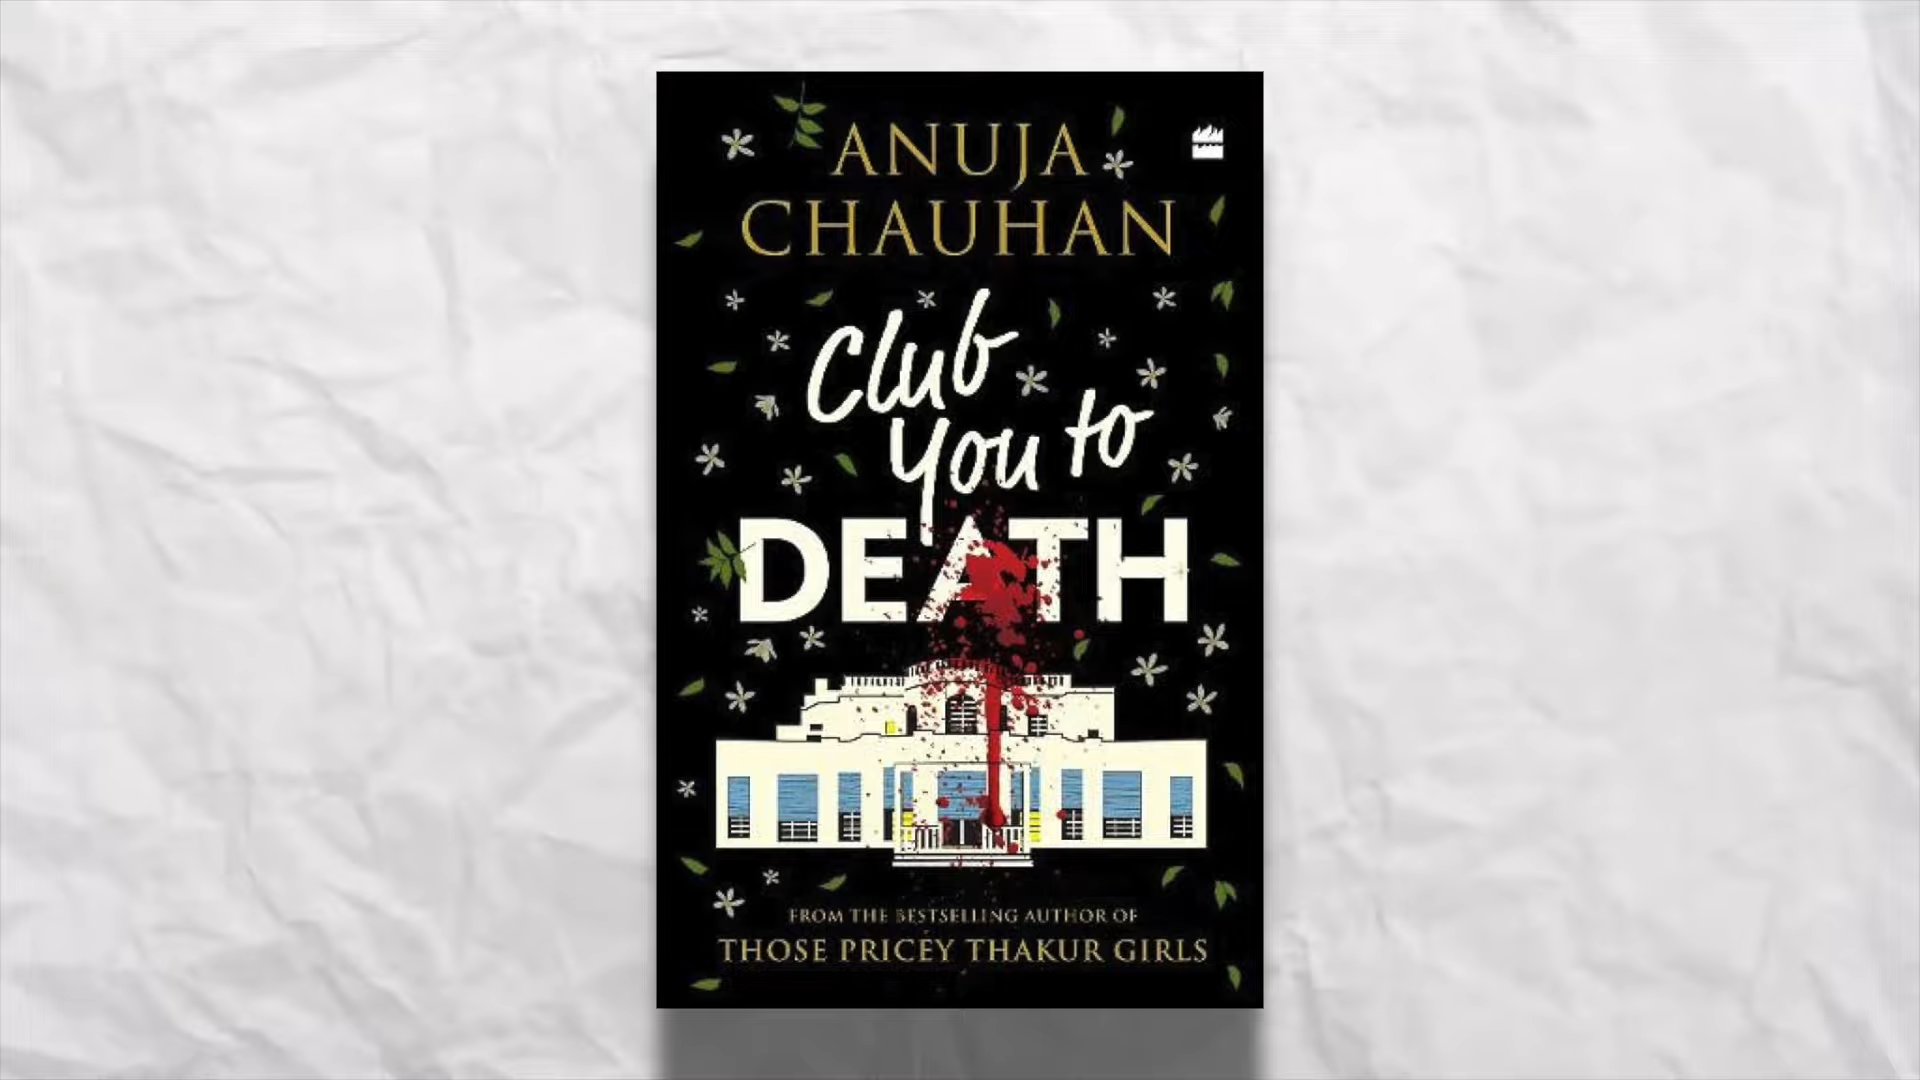 ANUJA
CHAUHAN
Club
You to
DEATH
FROM THE BESTSELLING AUTHOR OF
THOSE PRICEY THAKUR GIRLS